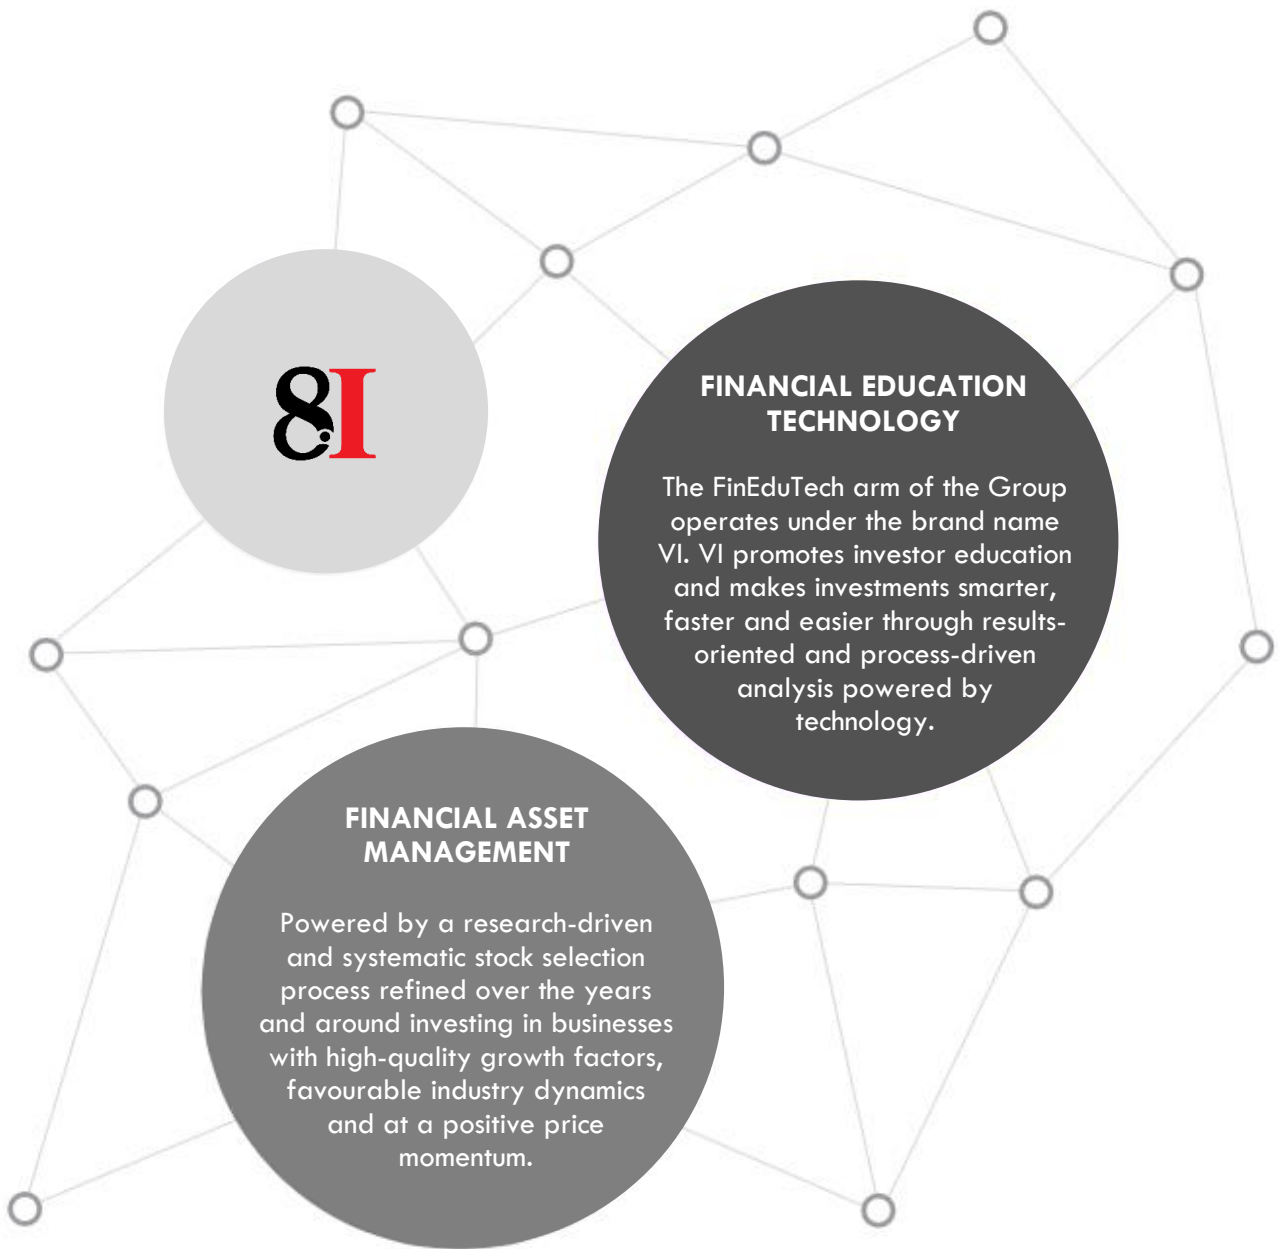 8I
FINANCIAL EDUCATION
TECHNOLOGY
The FinEduTech arm of the Group
operates under the brand name
VI. VI promotes investor education
and makes investments smarter,
faster and easier through results-
oriented and process-driven
analysis powered by
technology.
FINANCIAL ASSET
MANAGEMENT
Powered by a research-driven
and systematic stock selection
process refined over the years
and around investing in businesses
with high-quality growth factors,
favourable industry dynamics
and at a positive price
momentum.